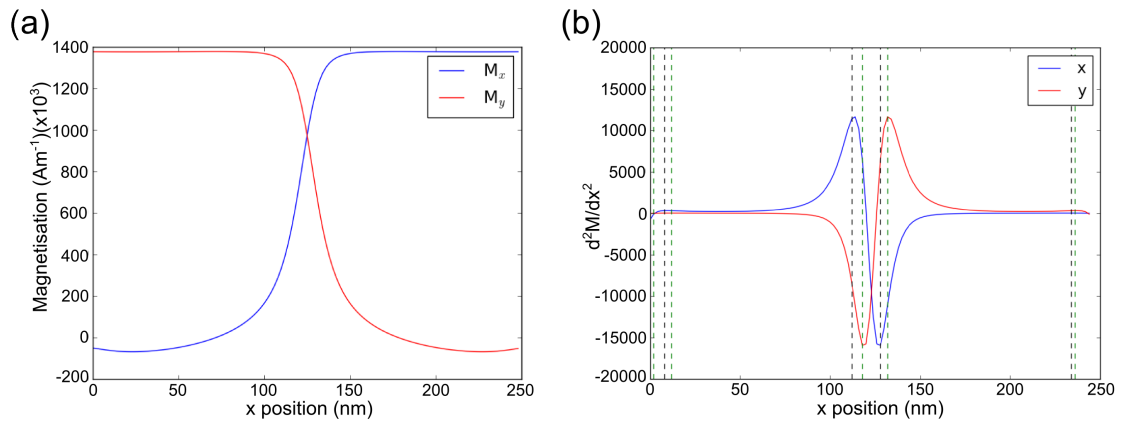 (a)
1400
1200
1000
800
600
400
200
0
-200
Magnetisation (Am⁻¹)(x10³)
0 50 100 150 200 250
x position (nm)
Mₓ
M_y
(b)
20000
15000
10000
5000
0
-5000
-10000
-15000
-20000
d²M/dx²
0 50 100 150 200 250
x position (nm)
x
y